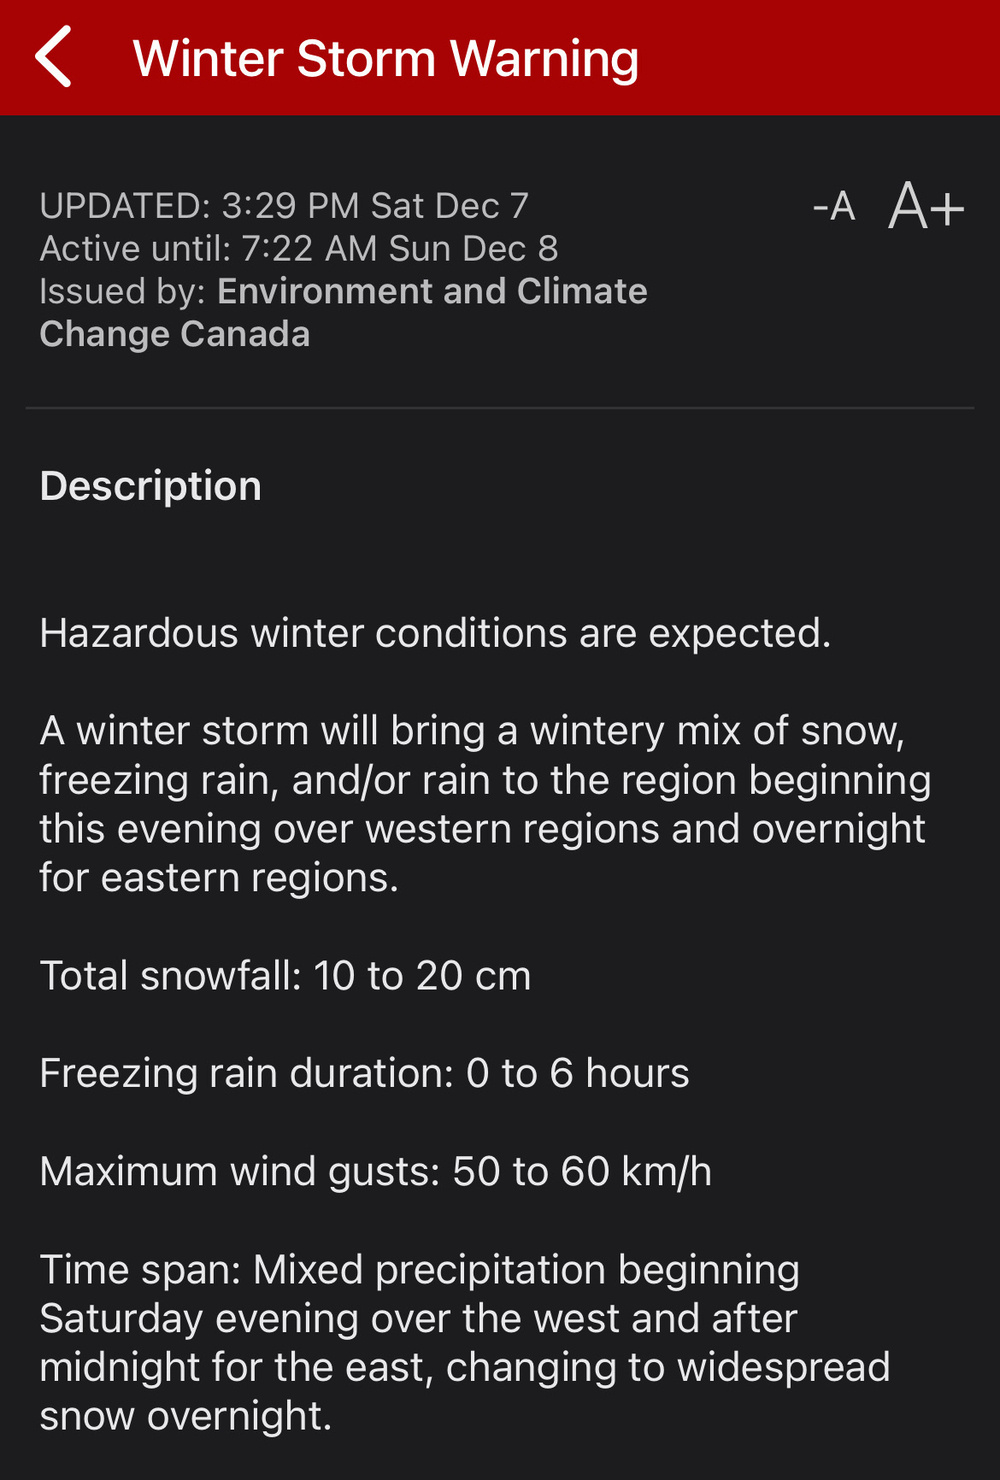 Winter Storm Warning
UPDATED: 3:29 PM Sat Dec 7
-A A+
Active until: 7:22 AM Sun Dec 8
Issued by: Environment and Climate
Change Canada
Description
Hazardous winter conditions are expected.
A winter storm will bring a wintery mix of snow,
freezing rain, and/or rain to the region beginning
this evening over western regions and overnight
for eastern regions.
Total snowfall: 10 to 20 cm
Freezing rain duration: 0 to 6 hours
Maximum wind gusts: 50 to 60 km/h
Time span: Mixed precipitation beginning
Saturday evening over the west and after
midnight for the east, changing to widespread
snow overnight.